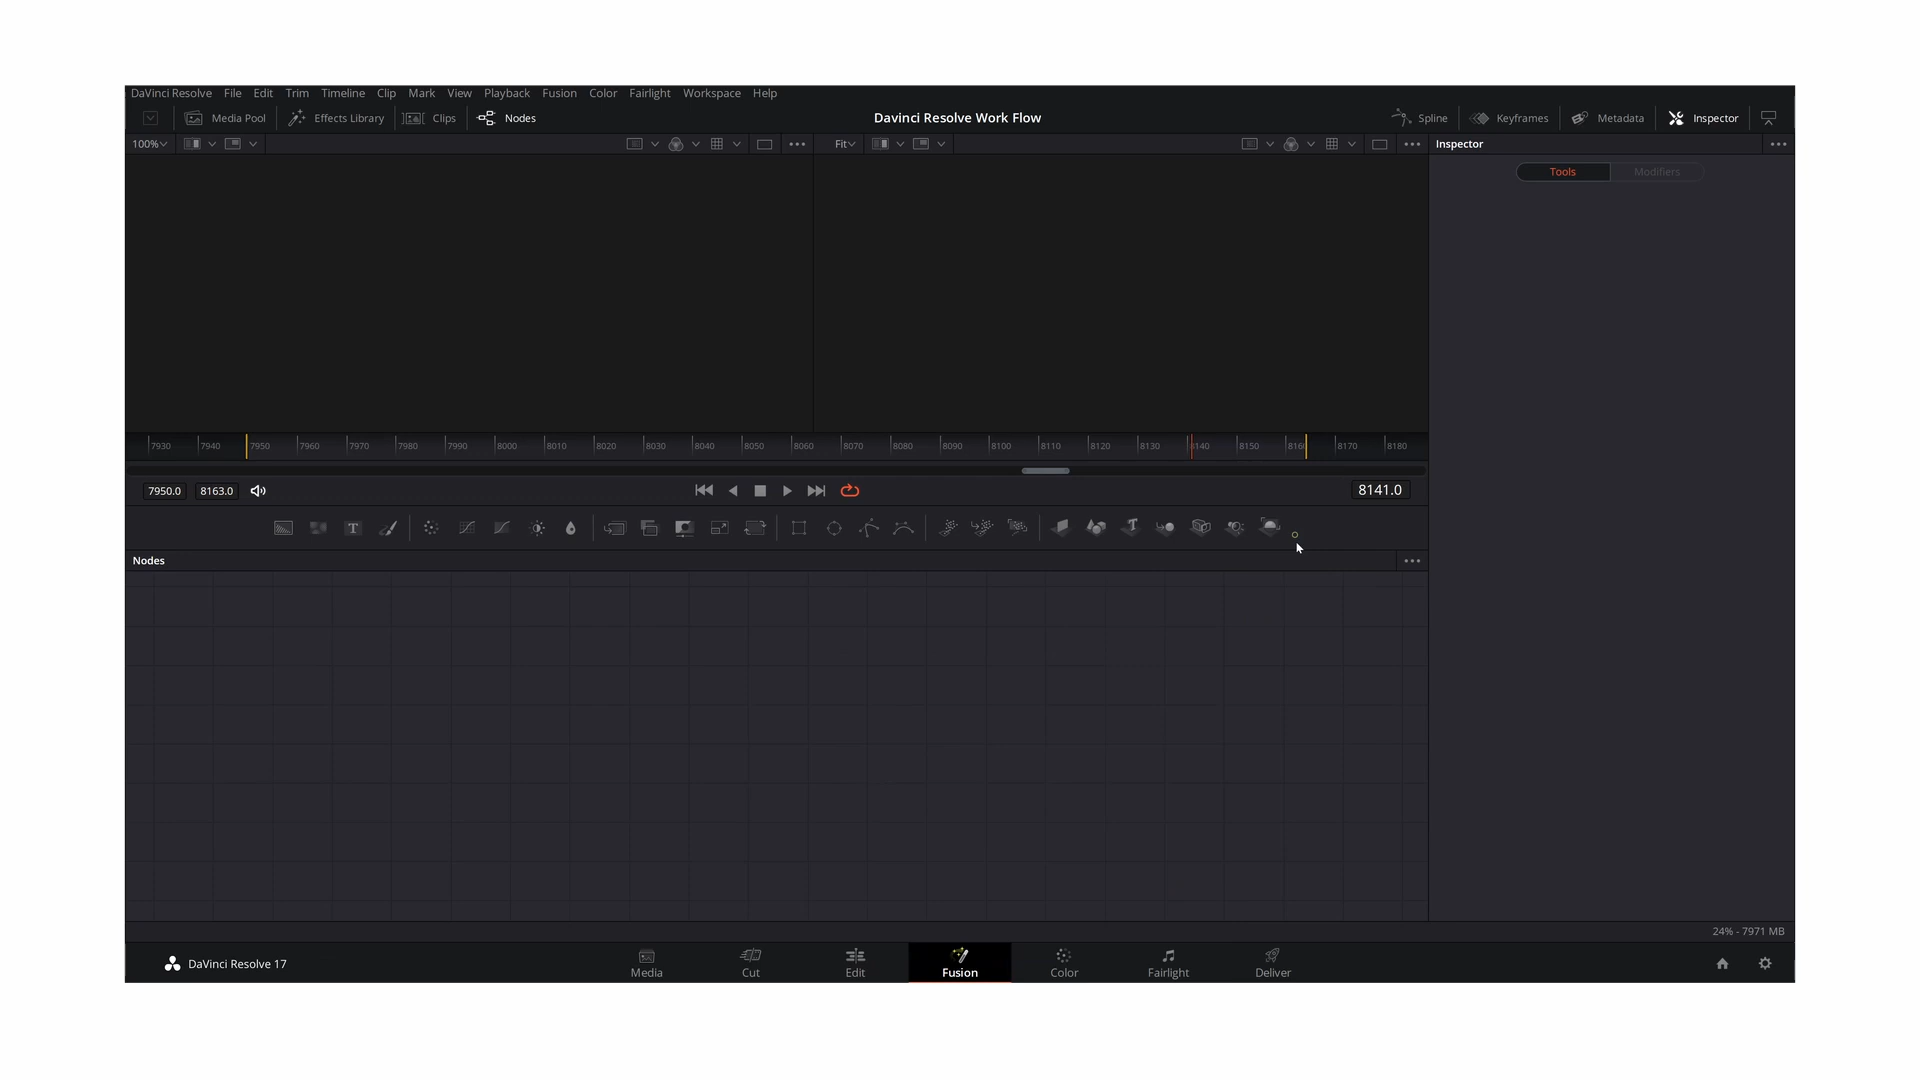 DaVinci Resolve File Edit Trim Timeline Clip Mark View Playback Fusion Color Fairlight Workspace Help
Media Pool Effects Library Clips Nodes Davinci Resolve Work Flow Spline Keyframes Metadata Inspector
100% Fit Inspector
Tools Modifiers
7930 7940 7950 7960 7970 7980 7990 8000 8010 8020 8030 8040 8050 8060 8070 8080 8090 8100 8110 8120 8130 8140 8150 816 8170 8180
7950.0 8163.0 8141.0
T T
Nodes
24% - 7971 MB
DaVinci Resolve 17 Media Cut Edit Fusion Color Fairlight Deliver